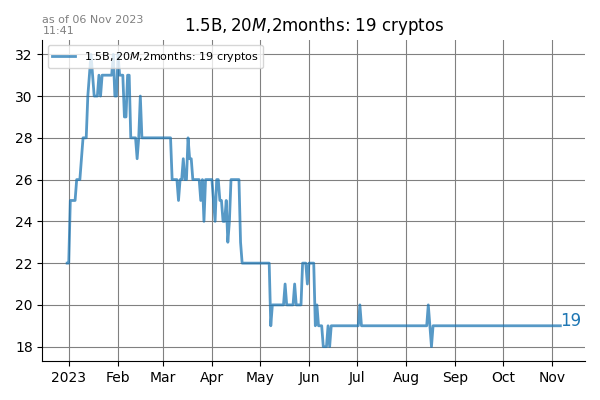 as of 06 Nov 2023
11:41
1.5B,20M,2months: 19 cryptos
1.5B,20M,2months: 19 cryptos
32
30
28
26
24
22
20
18
19
2023 Feb Mar Apr May Jun Jul Aug Sep Oct Nov